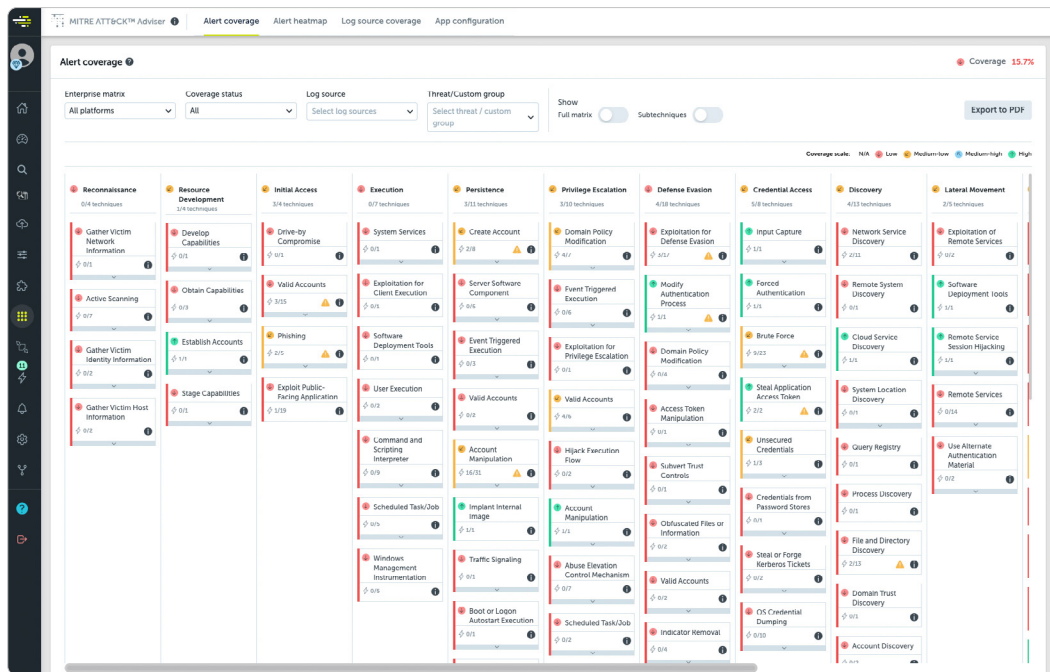 MITRE ATT&CK™ Adviser
Alert coverage
Alert heatmap
Log source coverage
App configuration
Alert coverage
Coverage 15.7%
Enterprise matrix
All platforms
Coverage status
All
Log source
Select log sources
Threat/Custom group
Select threat / custom
group
Show
Full matrix
Subtechniques
Export to PDF
Coverage scale: N/A Low Medium-low Medium-high High
11
Reconnaissance
0/4 techniques
Gather Victim
Network
Information
0/1
Active Scanning
0/7
Gather Victim
Identity Information
0/2
Gather Victim Host
Information
0/2
Resource
Development
1/4 techniques
Develop
Capabilities
0/1
Obtain Capabilities
0/3
Establish Accounts
1/1
Stage Capabilities
0/1
Initial Access
3/4 techniques
Drive-by
Compromise
0/1
Valid Accounts
3/15
Phishing
2/5
Exploit Public-
Facing Application
1/19
Execution
0/7 techniques
System Services
0/1
Exploitation for
Client Execution
0/1
Software
Deployment Tools
0/1
User Execution
0/2
Command and
Scripting
Interpreter
0/9
Scheduled Task/Job
0/5
Windows
Management
Instrumentation
Persistence
3/11 techniques
Create Account
2/8
Server Software
Component
0/6
Event Triggered
Execution
0/3
Valid Accounts
0/2
Account
Manipulation
16/31
Implant Internal
Image
1/1
Traffic Signaling
0/1
Boot or Logon
Autostart Execution
0/1
Privilege Escalation
3/10 techniques
Domain Policy
Modification
4/7
Event Triggered
Execution
0/6
Exploitation for
Privilege Escalation
0/1
Valid Accounts
4/6
Hijack Execution
Flow
0/2
Account
Manipulation
1/1
Abuse Elevation
Control Mechanism
0/7
Scheduled Task/Job
0/2
Defense Evasion
4/18 techniques
Exploitation for
Defense Evasion
3/17
Modify
Authentication
Process
1/1
Domain Policy
Modification
0/4
Access Token
Manipulation
0/1
Subvert Trust
Controls
0/1
Obfuscated Files or
Information
0/2
Valid Accounts
0/2
Indicator Removal
0/4
Credential Access
5/8 techniques
Input Capture
1/1
Forced
Authentication
1/1
Brute Force
9/23
Steal Application
Access Token
2/2
Unsecured
Credentials
1/3
Credentials from
Password Stores
0/1
Steal or Forge
Kerberos Tickets
0/2
OS Credential
Dumping
0/10
Discovery
4/13 techniques
Network Service
Discovery
2/11
Remote System
Discovery
0/1
Cloud Service
Discovery
1/1
System Location
Discovery
0/1
Query Registry
0/1
Process Discovery
0/1
File and Directory
Discovery
2/13
Domain Trust
Discovery
0/1
Account Discovery
Lateral Movement
2/5 techniques
Exploitation of
Remote Services
0/2
Software
Deployment Tools
1/1
Remote Service
Session Hijacking
1/1
Remote Services
0/14
Use Alternate
Authentication
Material
0/2